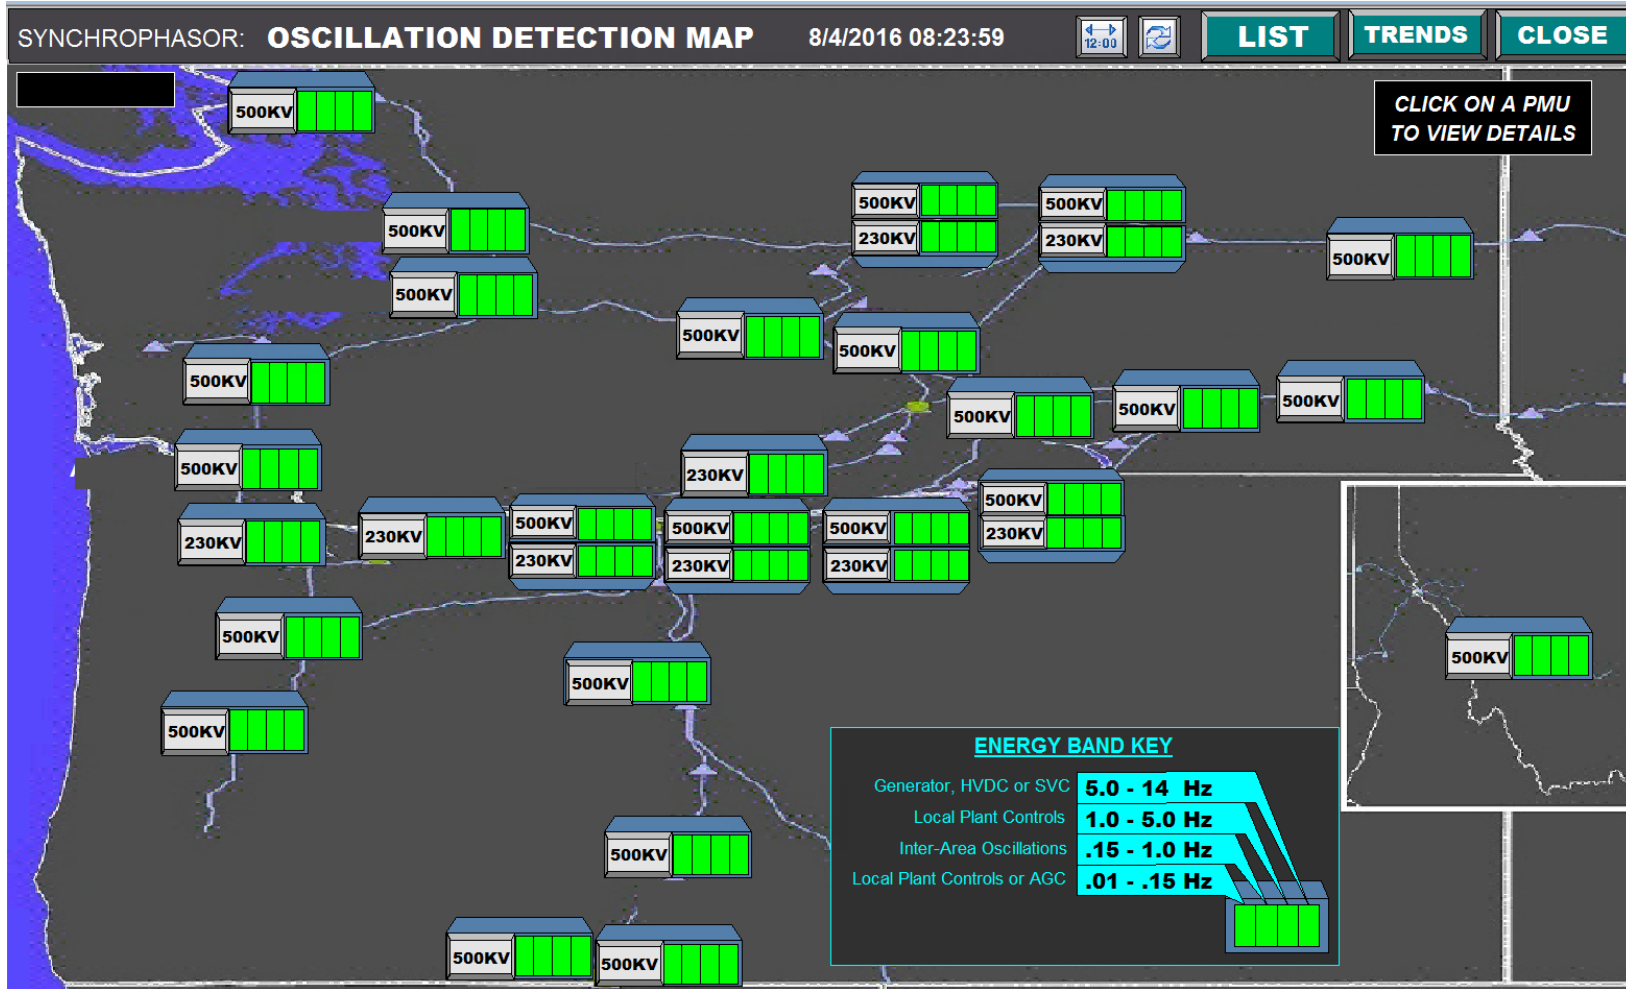 SYNCHROPHASOR: OSCILLATION DETECTION MAP 8/4/2016 08:23:59 12:00 LIST TRENDS CLOSE
CLICK ON A PMU
TO VIEW DETAILS
500KV
500KV
500KV
500KV
500KV
230KV
230KV
500KV
500KV
500KV
500KV
500KV
500KV
500KV
500KV
500KV
500KV
230KV
500KV
230KV
500KV
500KV
500KV
500KV
230KV
230KV
230KV
230KV
230KV
230KV
500KV
500KV
500KV
500KV
500KV
500KV
500KV
ENERGY BAND KEY
Generator, HVDC or SVC 5.0 - 14 Hz
Local Plant Controls 1.0 - 5.0 Hz
Inter-Area Oscillations .15 - 1.0 Hz
Local Plant Controls or AGC .01 - .15 Hz